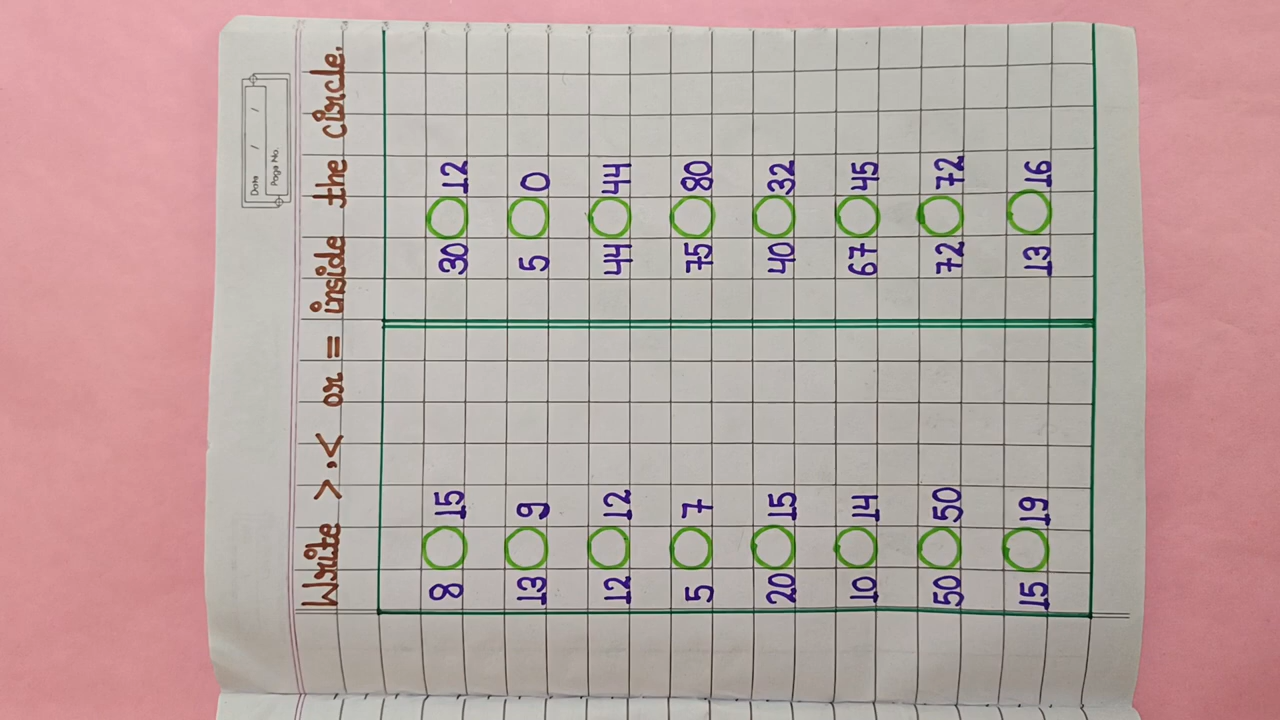 Date / /
Page No.
Write >, < or = inside the circle.
8 ◯ 15 30 ◯ 12
13 ◯ 9 5 ◯ 0
12 ◯ 12 44 ◯ 44
5 ◯ 7 75 ◯ 80
20 ◯ 15 40 ◯ 32
10 ◯ 14 67 ◯ 45
50 ◯ 50 72 ◯ 72
15 ◯ 19 13 ◯ 16